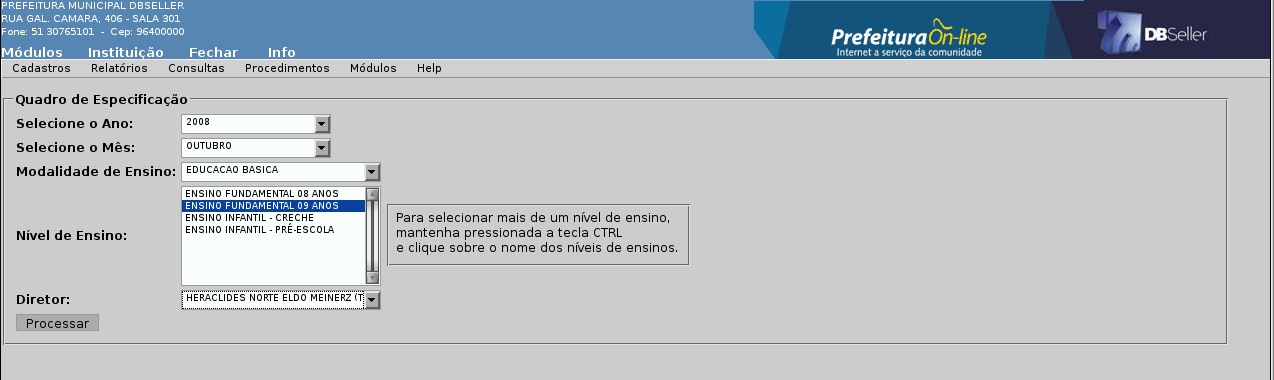 PREFEITURA MUNICIPAL DBSELLER
RUA GAL. CAMARA, 406 - SALA 301
Fone: 51 30765101 - Cep: 96400000
Prefeitura On-line
Internet a serviço da comunidade
DBSeller
Módulos Instituição Fechar Info
Cadastros Relatórios Consultas Procedimentos Módulos Help
Quadro de Especificação
Selecione o Ano: 2008
Selecione o Mês: OUTUBRO
Modalidade de Ensino: EDUCACAO BASICA
Nível de Ensino:
ENSINO FUNDAMENTAL 08 ANOS
ENSINO FUNDAMENTAL 09 ANOS
ENSINO INFANTIL - CRECHE
ENSINO INFANTIL - PRÉ-ESCOLA
Para selecionar mais de um nível de ensino,
mantenha pressionada a tecla CTRL
e clique sobre o nome dos níveis de ensinos.
Diretor: HERACLIDES NORTE ELDO MEINERZ (T
Processar